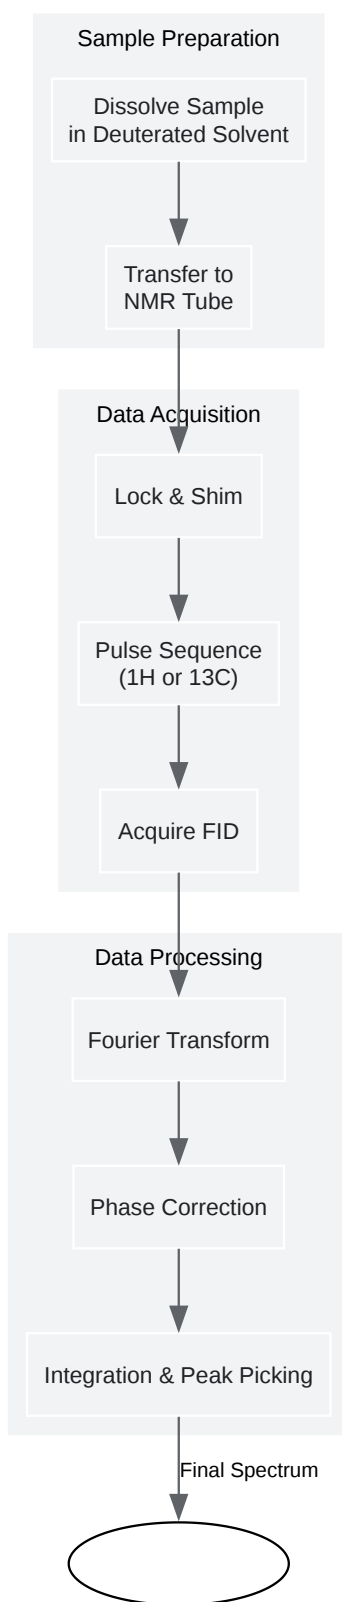 Sample Preparation
Dissolve Sample
in Deuterated Solvent
Transfer to
NMR Tube
Data Acquisition
Lock & Shim
Pulse Sequence
(1H or 13C)
Acquire FID
Data Processing
Fourier Transform
Phase Correction
Integration & Peak Picking
Final Spectrum